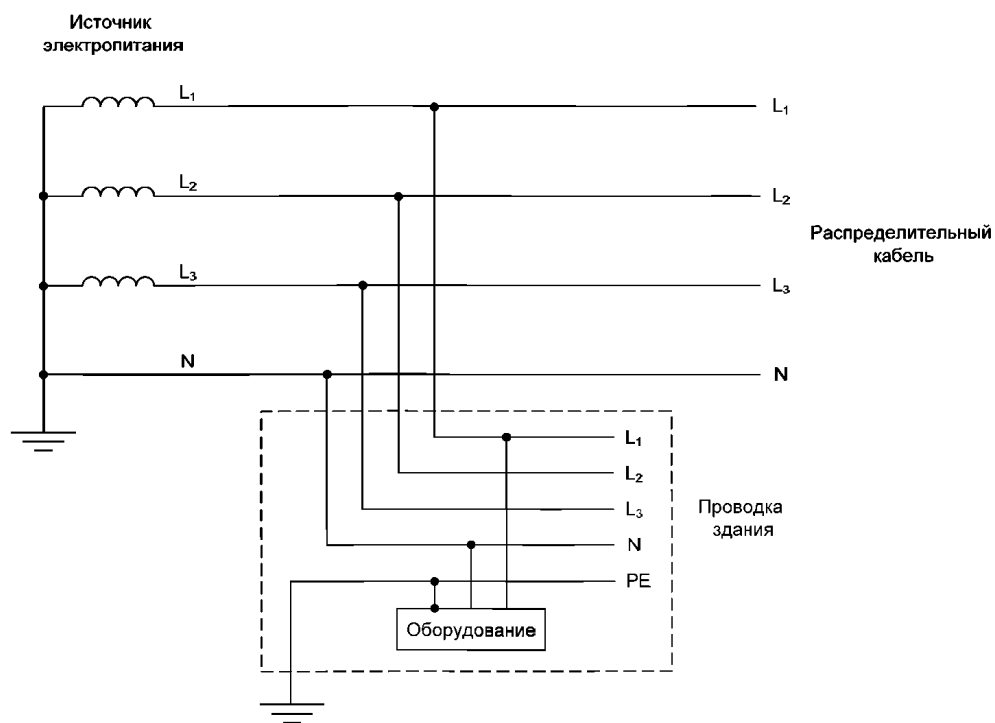 Источник
электропитания
L₁
L₁
L₂
L₂
Распределительный
кабель
L₃
L₃
N
N
L₁
L₂
L₃
Проводка
здания
N
PE
Оборудование